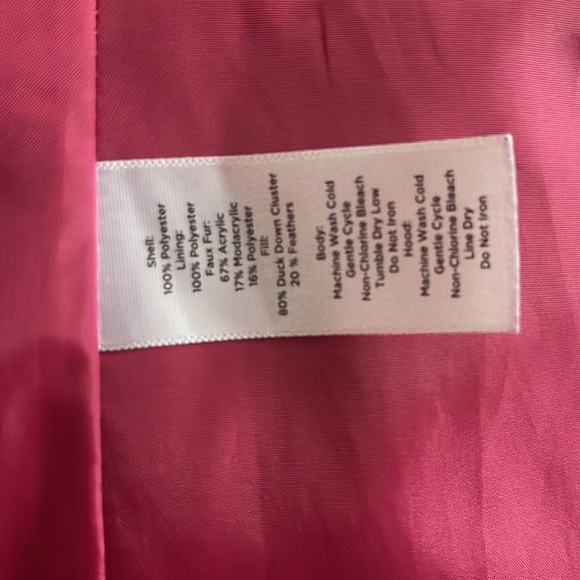 Shell:
100% Polyester
Lining:
100% Polyester
Faux Fur:
67% Acrylic
17% Modacrylic
16% Polyester
Fill:
80% Duck Down Cluster
20 % Feathers
Body:
Machine Wash Cold
Gentle Cycle
Non-Chlorine Bleach
Tumble Dry Low
Do Not Iron
Hood:
Machine Wash Cold
Gentle Cycle
Non-Chlorine Bleach
Line Dry
Do Not Iron